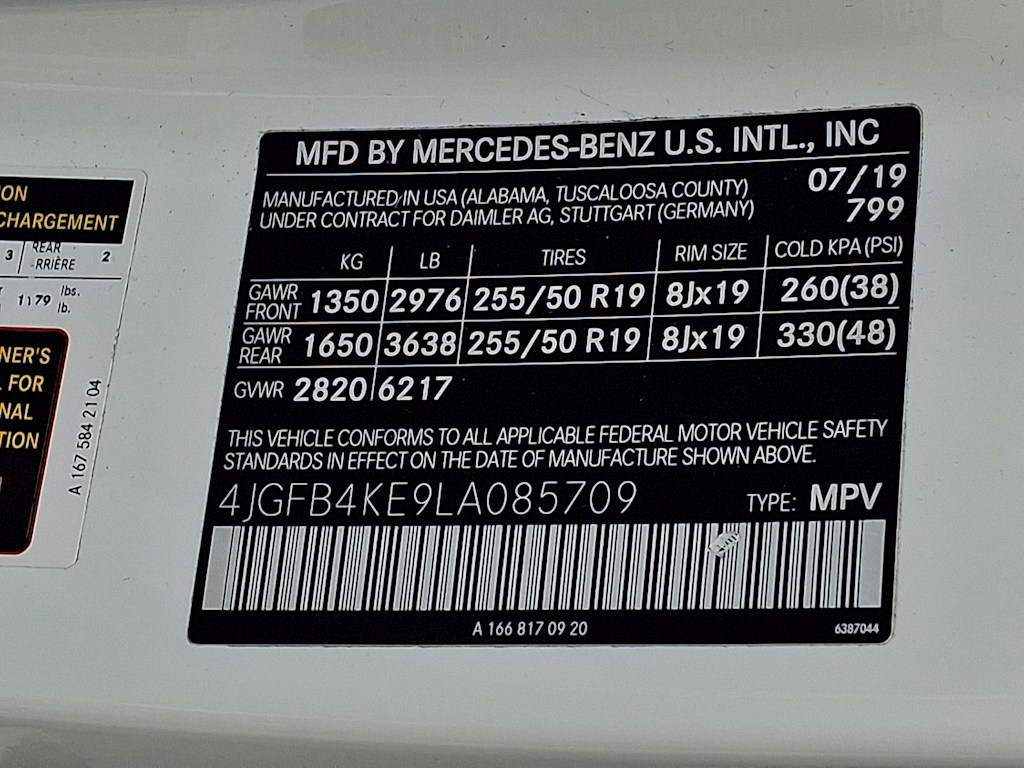 MFD BY MERCEDES-BENZ U.S. INTL., INC
MANUFACTURED IN USA (ALABAMA, TUSCALOOSA COUNTY) 07/19
UNDER CONTRACT FOR DAIMLER AG, STUTTGART (GERMANY) 799
KG LB TIRES RIM SIZE COLD KPA (PSI)
GAWR FRONT 1350 2976 255/50 R19 8Jx19 260(38)
GAWR REAR 1650 3638 255/50 R19 8Jx19 330(48)
GVWR 2820 6217
THIS VEHICLE CONFORMS TO ALL APPLICABLE FEDERAL MOTOR VEHICLE SAFETY
STANDARDS IN EFFECT ON THE DATE OF MANUFACTURE SHOWN ABOVE.
4JGFB4KE9LA085709 TYPE: MPV
A 166 817 09 20 6387044
ION
CHARGEMENT
3 REAR 2
RRIÈRE
1179 lbs.
lb.
NER'S
FOR
NAL
TION
A 167 584 21 04